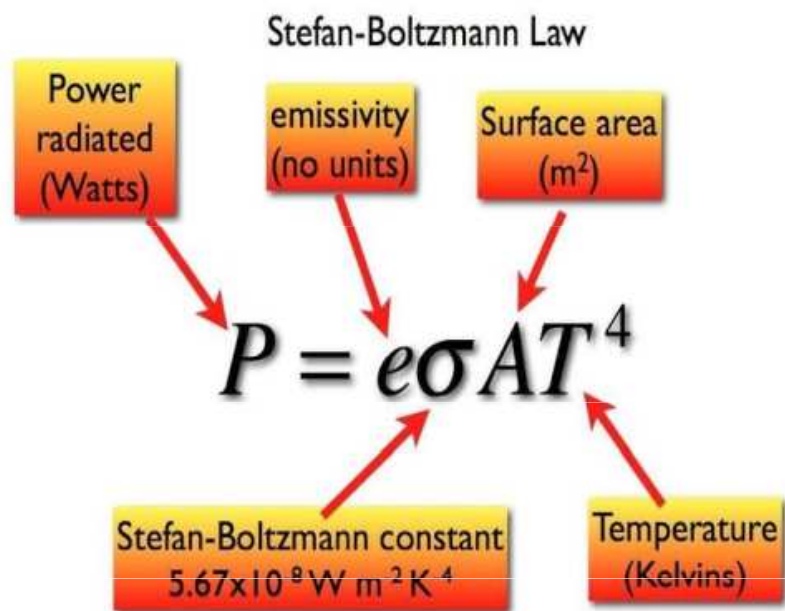 Stefan-Boltzmann Law
Power
radiated
(Watts)
emissivity
(no units)
Surface area
(m²)
P = eσAT⁴
Stefan-Boltzmann constant
5.67x10 ⁸ W m ² K ⁴
Temperature
(Kelvins)